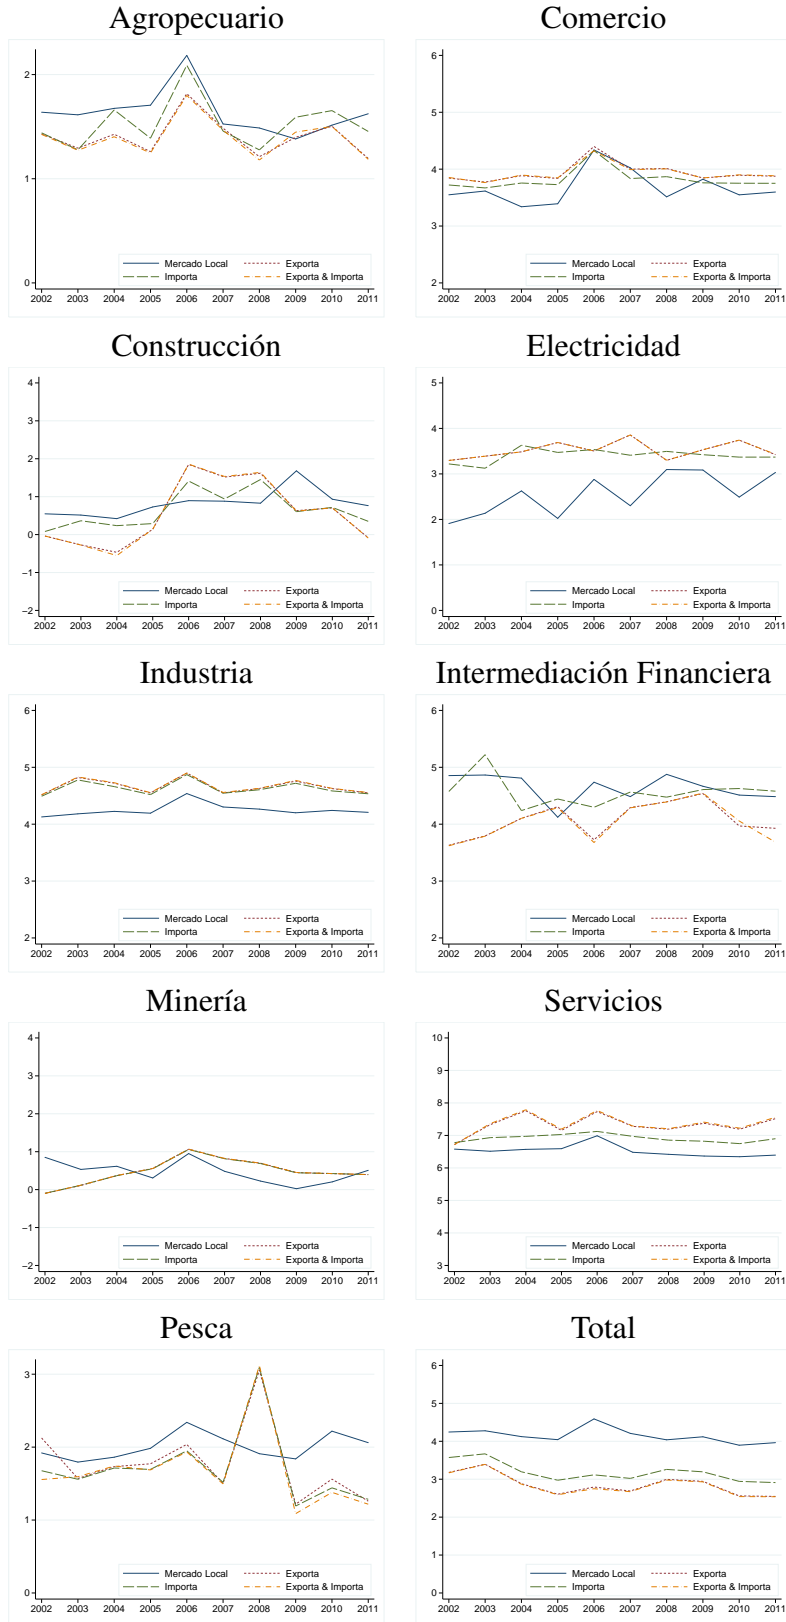 Agropecuario
2
1
0
2002 2003 2004 2005 2006 2007 2008 2009 2010 2011
Mercado Local Exporta
Importa Exporta & Importa
Comercio
6
5
4
3
2
2002 2003 2004 2005 2006 2007 2008 2009 2010 2011
Mercado Local Exporta
Importa Exporta & Importa
Construcción
4
3
2
1
0
−1
−2
2002 2003 2004 2005 2006 2007 2008 2009 2010 2011
Mercado Local Exporta
Importa Exporta & Importa
Electricidad
5
4
3
2
1
0
2002 2003 2004 2005 2006 2007 2008 2009 2010 2011
Mercado Local Exporta
Importa Exporta & Importa
Industria
6
5
4
3
2
2002 2003 2004 2005 2006 2007 2008 2009 2010 2011
Mercado Local Exporta
Importa Exporta & Importa
Intermediación Financiera
6
5
4
3
2
2002 2003 2004 2005 2006 2007 2008 2009 2010 2011
Mercado Local Exporta
Importa Exporta & Importa
Minería
4
3
2
1
0
−1
−2
2002 2003 2004 2005 2006 2007 2008 2009 2010 2011
Mercado Local Exporta
Importa Exporta & Importa
Servicios
10
9
8
7
6
5
4
3
2002 2003 2004 2005 2006 2007 2008 2009 2010 2011
Mercado Local Exporta
Importa Exporta & Importa
Pesca
3
2
1
0
2002 2003 2004 2005 2006 2007 2008 2009 2010 2011
Mercado Local Exporta
Importa Exporta & Importa
Total
6
5
4
3
2
1
0
2002 2003 2004 2005 2006 2007 2008 2009 2010 2011
Mercado Local Exporta
Importa Exporta & Importa